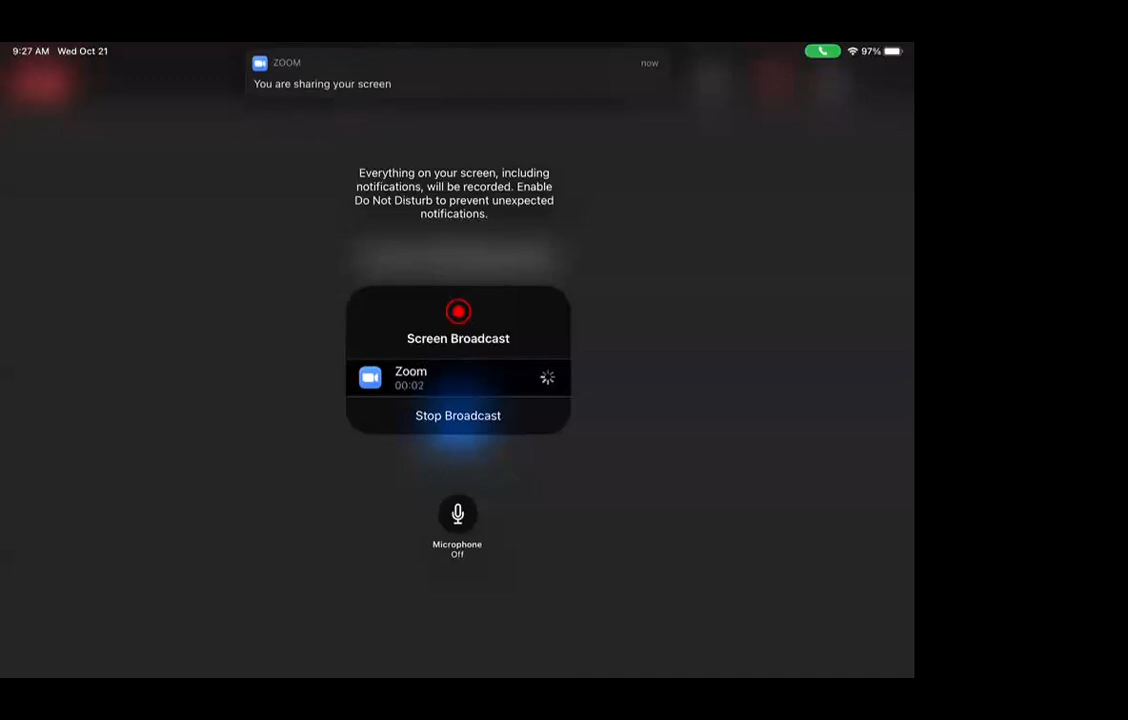 9:27 AM Wed Oct 21
97%
ZOOM
now
You are sharing your screen
Everything on your screen, including
notifications, will be recorded. Enable
Do Not Disturb to prevent unexpected
notifications.
Screen Broadcast
Zoom
00:02
Stop Broadcast
Microphone
Off